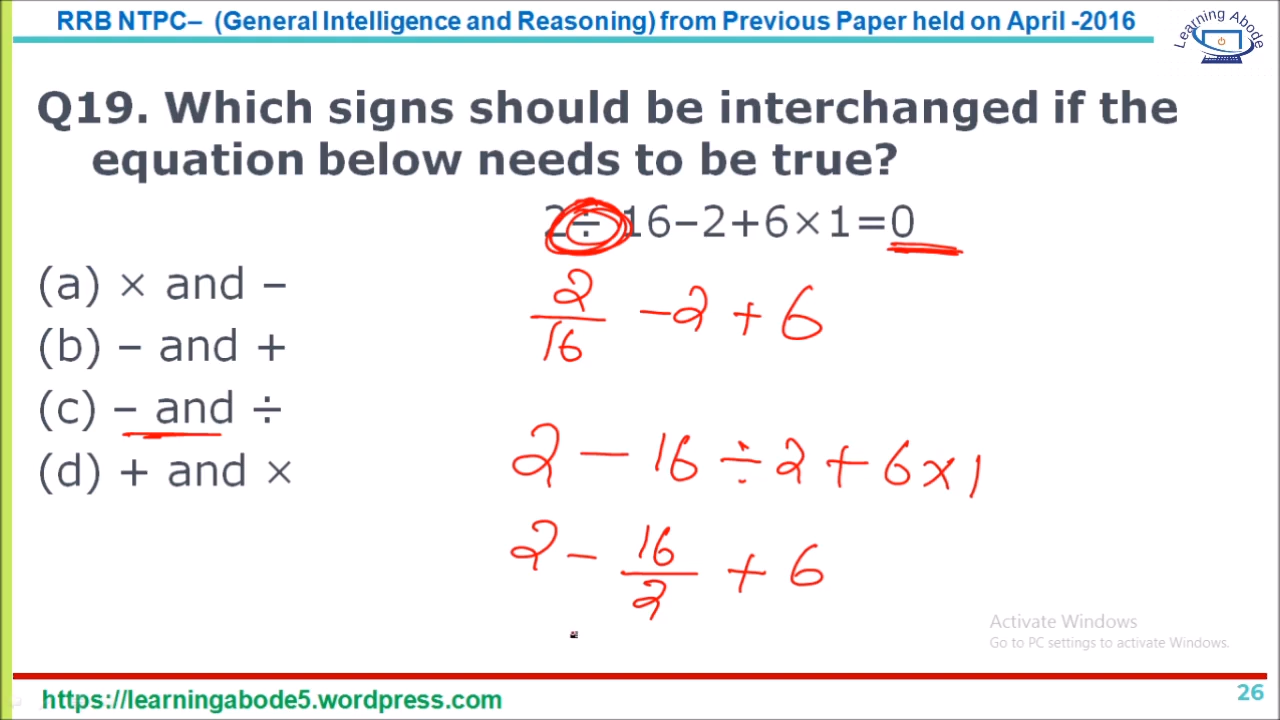 RRB NTPC– (General Intelligence and Reasoning) from Previous Paper held on April -2016
Learning Abode
Q19. Which signs should be interchanged if the
equation below needs to be true?
2÷16–2+6×1=0
(a) × and –
(b) – and +
(c) – and ÷
(d) + and ×
2/16 -2 + 6
2 - 16 ÷ 2 + 6 × 1
2 - 16/2 + 6
Activate Windows
Go to PC settings to activate Windows.
https://learningabode5.wordpress.com
26